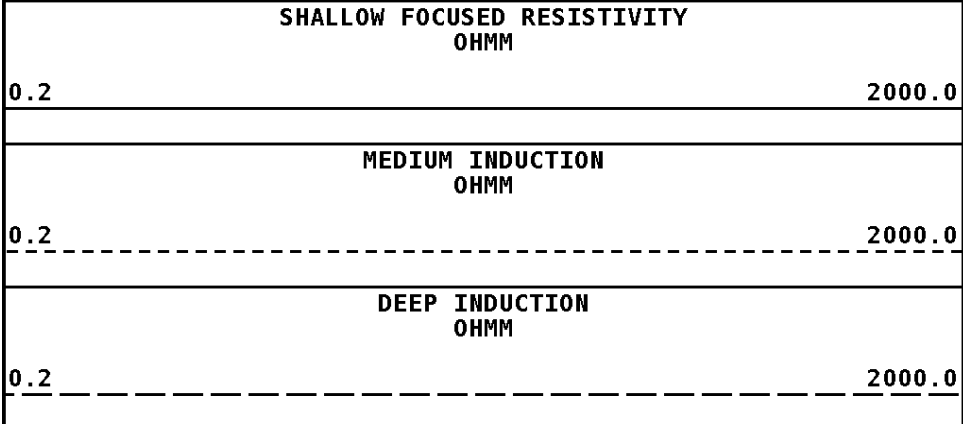 SHALLOW FOCUSED RESISTIVITY
OHMM
0.2 2000.0
MEDIUM INDUCTION
OHMM
0.2 2000.0
DEEP INDUCTION
OHMM
0.2 2000.0